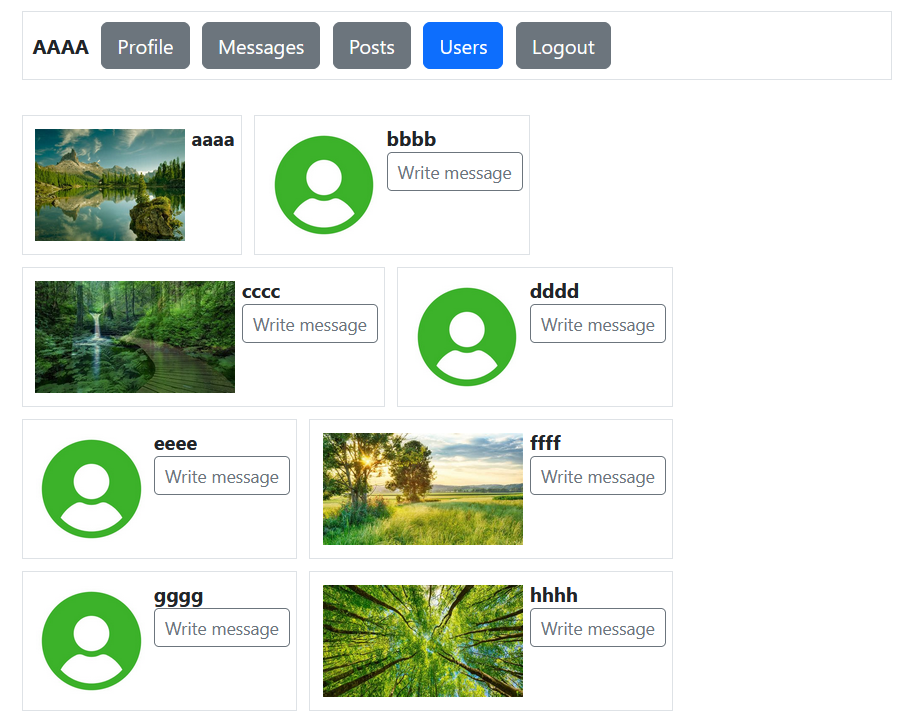 AAAA Profile Messages Posts Users Logout
aaaa
bbbb
Write message
cccc
Write message
dddd
Write message
eeee
Write message
ffff
Write message
gggg
Write message
hhhh
Write message